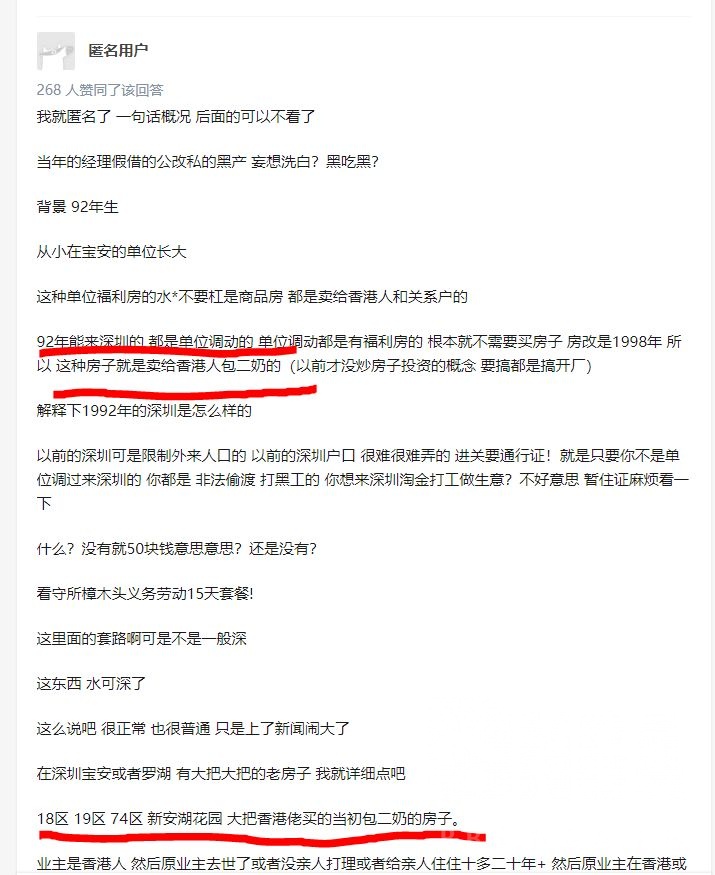 匿名用户
268 人赞同了该回答
我就匿名了 一句话概况 后面的可以不看了
当年的经理假借的公改私的黑产 妄想洗白？黑吃黑？
背景 92年生
从小在宝安的单位长大
这种单位福利房的水*不要杠是商品房 都是卖给香港人和关系户的
92年能来深圳的 都是单位调动的 单位调动都是有福利房的 根本就不需要买房子 房改是1998年 所
以 这种房子就是卖给香港人包二奶的（以前才没炒房子投资的概念 要搞都是搞开厂）
解释下1992年的深圳是怎么样的
以前的深圳可是限制外来人口的 以前的深圳户口 很难很难弄的 进关要通行证！就是只要你不是单
位调过来深圳的 你都是 非法偷渡 打黑工的 你想来深圳淘金打工做生意？不好意思 暂住证麻烦看一
下
什么？没有就50块钱意思意思？还是没有？
看守所樟木头义务劳动15天套餐!
这里面的套路啊可是不是一般深
这东西 水可深了
这么说吧 很正常 也很普通 只是上了新闻闹大了
在深圳宝安或者罗湖 有大把大把的老房子 我就详细点吧
18区 19区 74区 新安湖花园 大把香港佬买的当初包二奶的房子。
业主是香港人 然后原业主去世了或者没亲人打理或者给亲人住住十多二十年+ 然后原业主在香港或